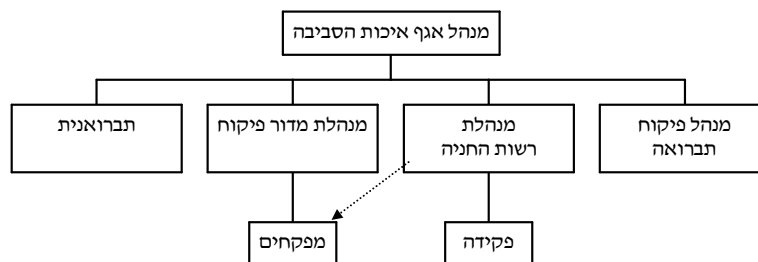 מנהל אגף איכות הסביבה
מנהל פיקוח
תברואה
מנהלת
רשות החניה
מנהלת מדור פיקוח
תברואנית
פקידה
מפקחים